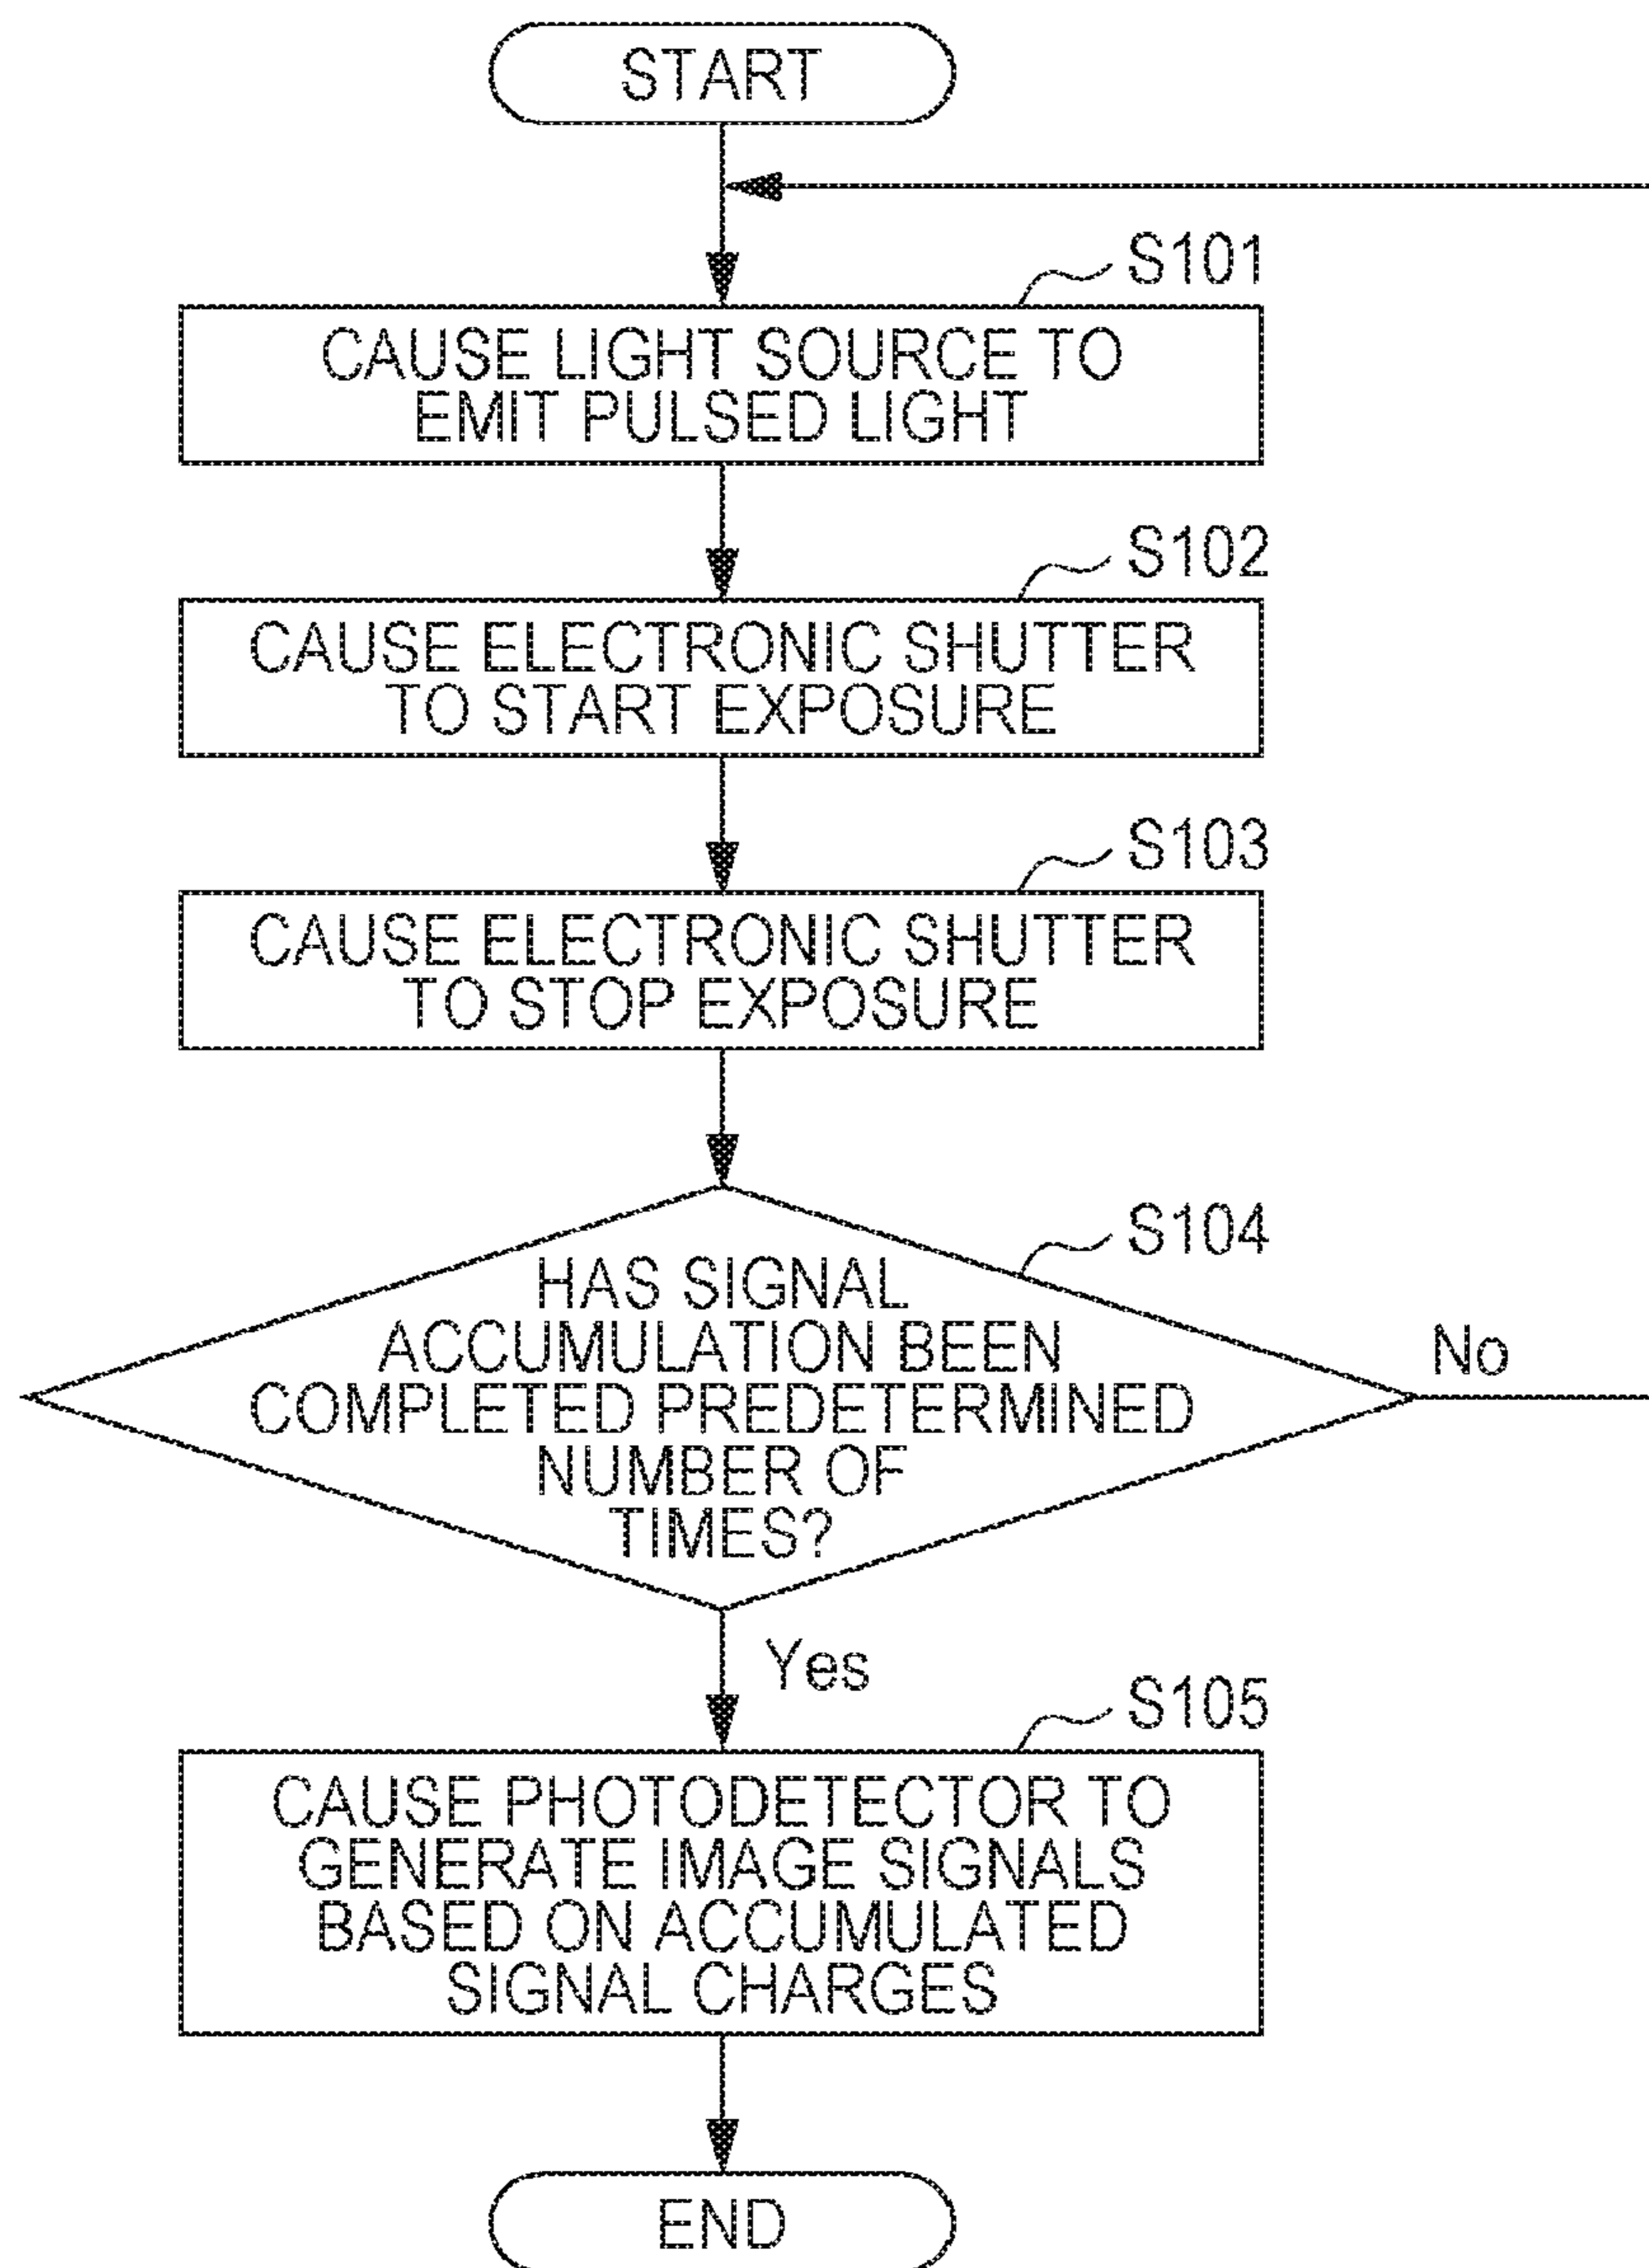 START
S101
CAUSE LIGHT SOURCE TO
EMIT PULSED LIGHT
S102
CAUSE ELECTRONIC SHUTTER
TO START EXPOSURE
S103
CAUSE ELECTRONIC SHUTTER
TO STOP EXPOSURE
S104
HAS SIGNAL
ACCUMULATION BEEN
COMPLETED PREDETERMINED
NUMBER OF
TIMES?
No
Yes
S105
CAUSE PHOTODETECTOR TO
GENERATE IMAGE SIGNALS
BASED ON ACCUMULATED
SIGNAL CHARGES
END